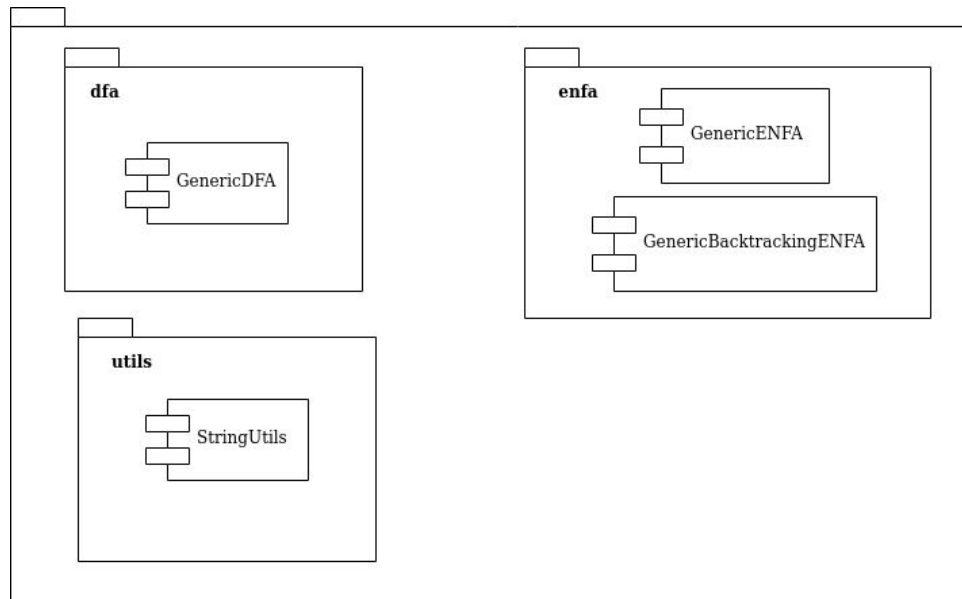 dfa
GenericDFA
enfa
GenericENFA
GenericBacktrackingENFA
utils
StringUtils